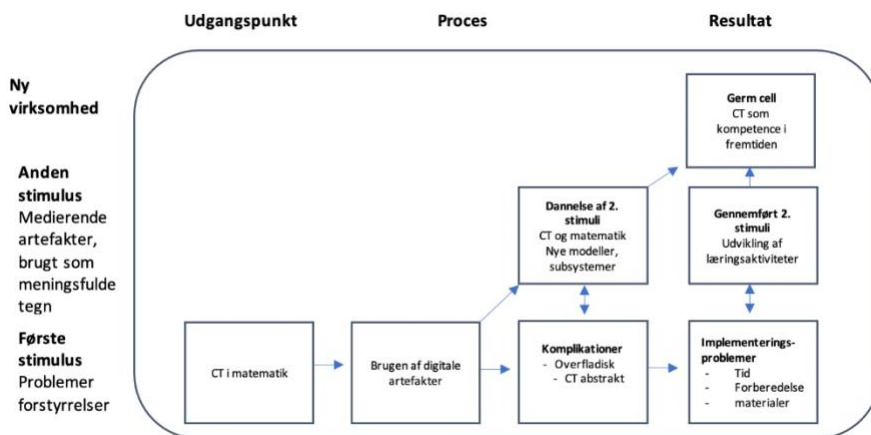 Udgangspunkt
Proces
Resultat
Ny
virksomhed
Germ cell
CT som
kompetence i
fremtiden
Anden
stimulus
Medierende
artefakter,
brugt som
meningsfulde
tegn
Dannelse af 2.
stimuli
CT og matematik
Nye modeller,
subsystemer
Gennemført 2.
stimuli
Udvikling af
læringsaktiviteter
Første
stimulus
Problemer
forstyrrelser
CT i matematik
Brugen af digitale
artefakter
Komplikationer
- Overfladisk
- CT abstrakt
Implementerings-
problemer
- Tid
- Forberedelse
- materialer